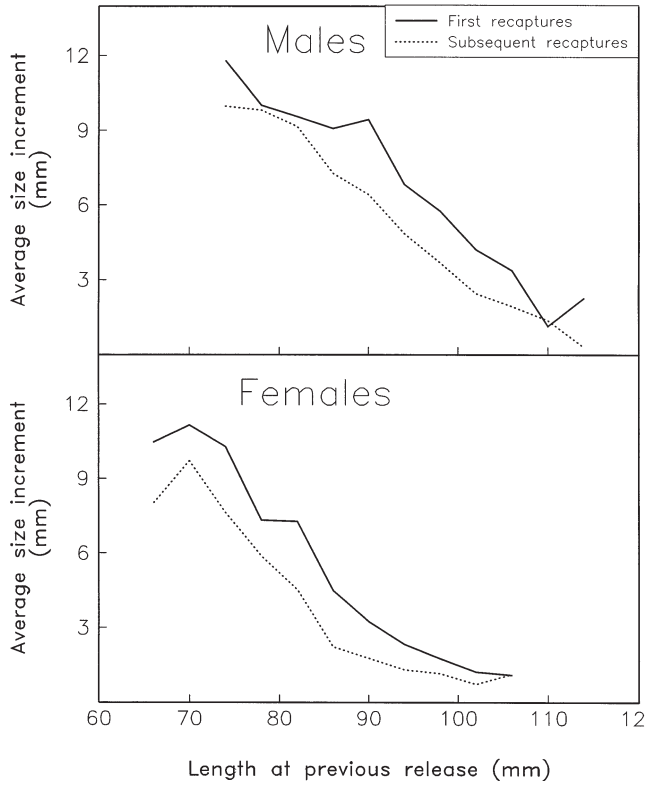 Males
First recaptures
Subsequent recaptures
12
9
6
3
Average size increment
(mm)
Females
12
9
6
3
Average size increment
(mm)
60 70 80 90 100 110 12
Length at previous release (mm)